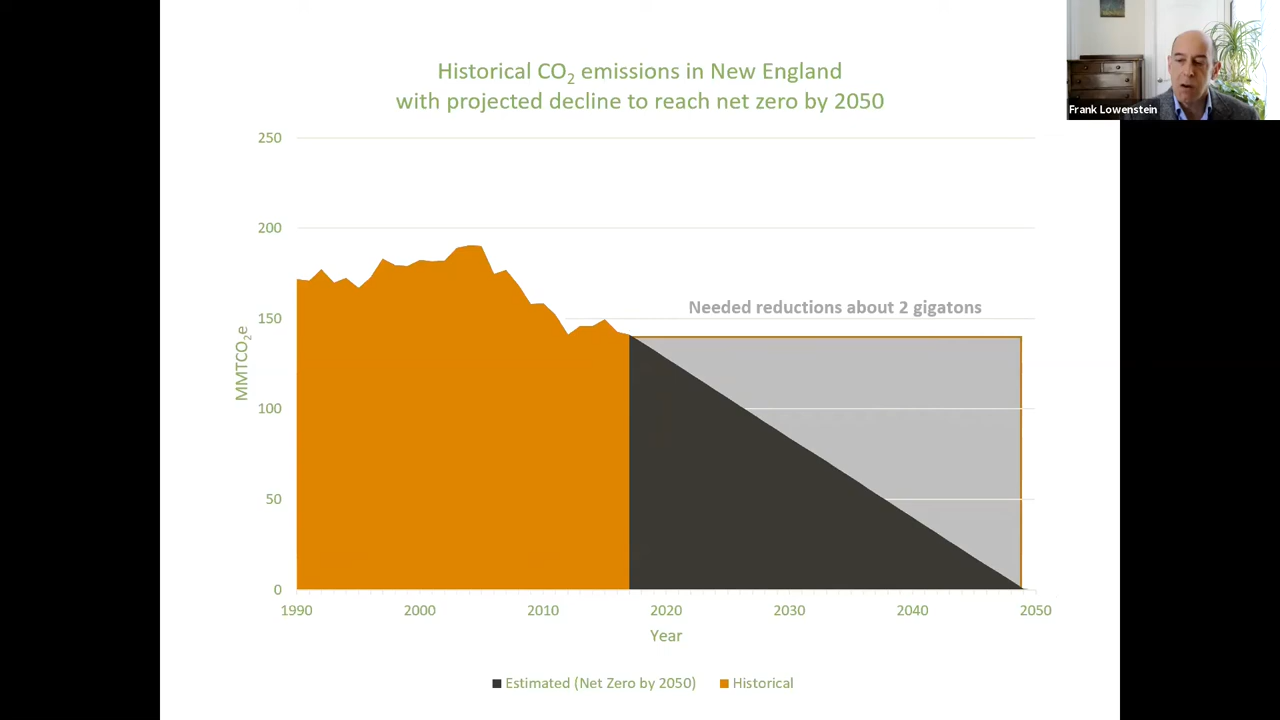 Historical CO₂ emissions in New England
with projected decline to reach net zero by 2050
Frank Lowenstein
250
200
150
100
50
0
MMTCO₂e
Needed reductions about 2 gigatons
1990
2000
2010
2020
2030
2040
2050
Year
Estimated (Net Zero by 2050)
Historical